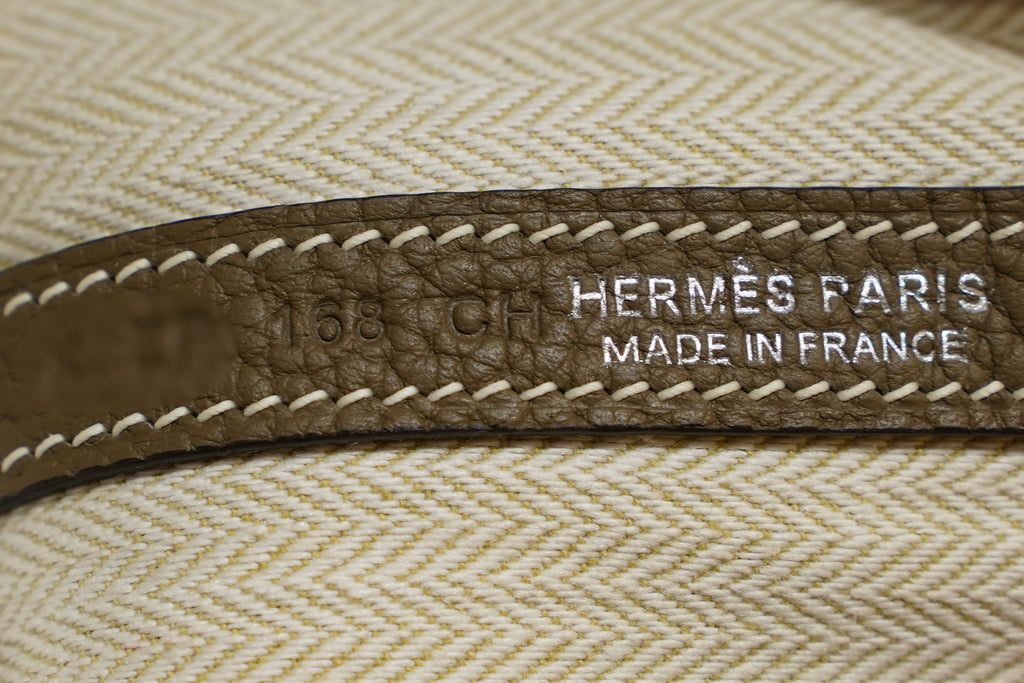 168 CH
HERMÈS PARIS
MADE IN FRANCE